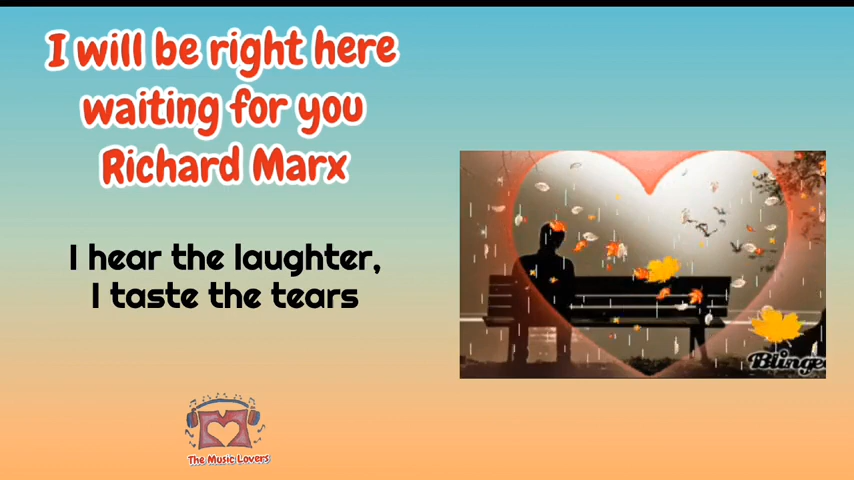 I will be right here
waiting for you
Richard Marx
I hear the laughter,
I taste the tears
Blingee
The Music Lovers